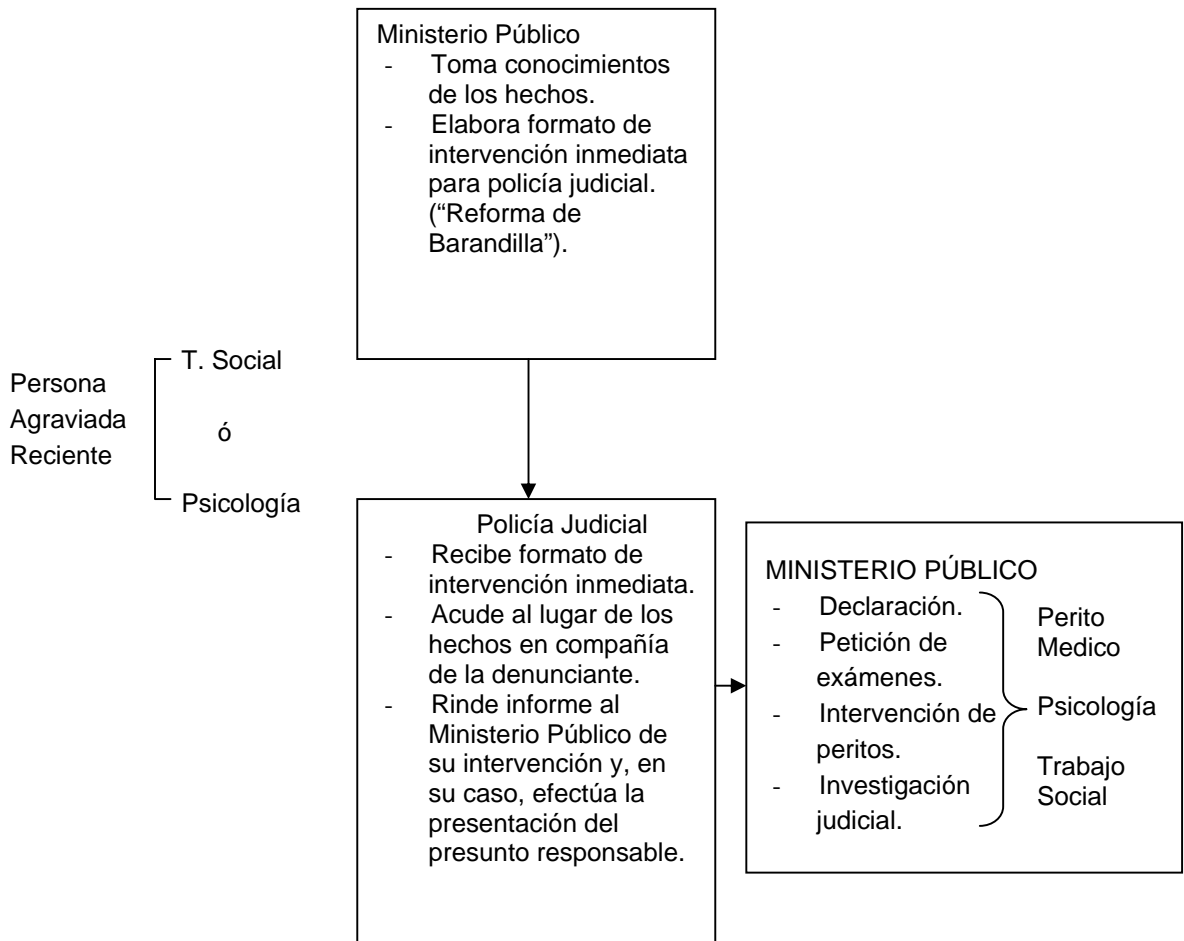 Ministerio Público
- Toma conocimientos
de los hechos.
- Elabora formato de
intervención inmediata
para policía judicial.
(“Reforma de
Barandilla”).
Persona
Agraviada
Reciente
T. Social
ó
Psicología
Policía Judicial
- Recibe formato de
intervención inmediata.
- Acude al lugar de los
hechos en compañía
de la denunciante.
- Rinde informe al
Ministerio Público de
su intervención y, en
su caso, efectúa la
presentación del
presunto responsable.
MINISTERIO PÚBLICO
- Declaración.
- Petición de
exámenes.
- Intervención de
peritos.
- Investigación
judicial.
Perito
Medico
Psicología
Trabajo
Social